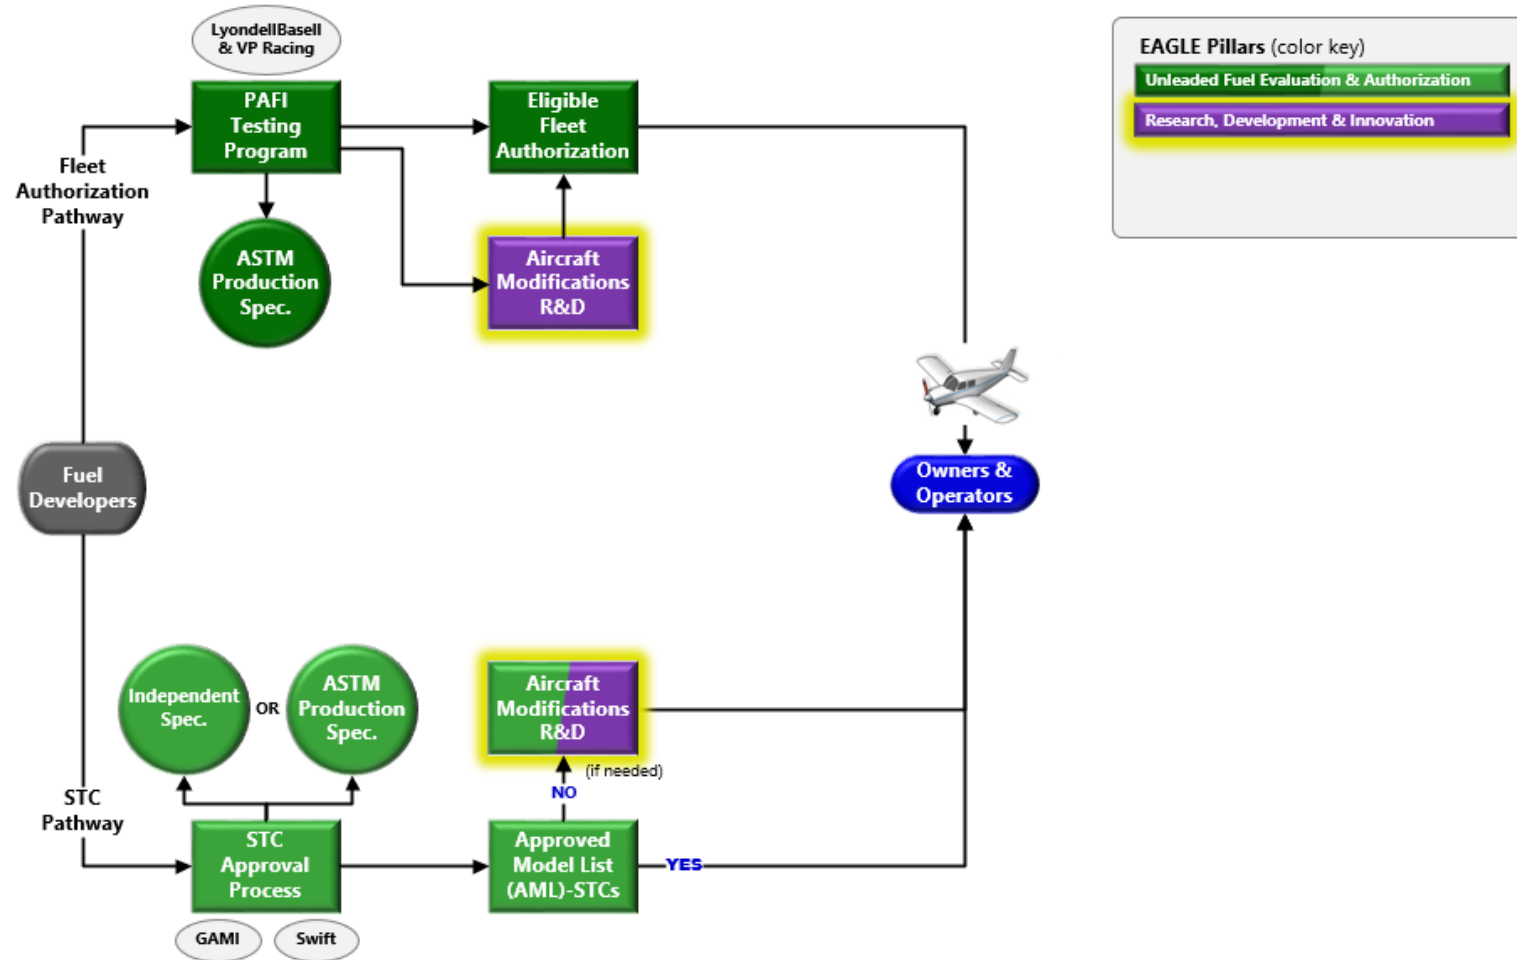 LyondellBasell
& VP Racing
PAFI
Testing
Program
Eligible
Fleet
Authorization
EAGLE Pillars (color key)
Unleaded Fuel Evaluation & Authorization
Research, Development & Innovation
Fleet
Authorization
Pathway
ASTM
Production
Spec.
Aircraft
Modifications
R&D
Fuel
Developers
Owners &
Operators
Independent
Spec.
OR
ASTM
Production
Spec.
Aircraft
Modifications
R&D
(if needed)
NO
STC
Pathway
STC
Approval
Process
Approved
Model List
(AML)-STCs
YES
GAMI
Swift